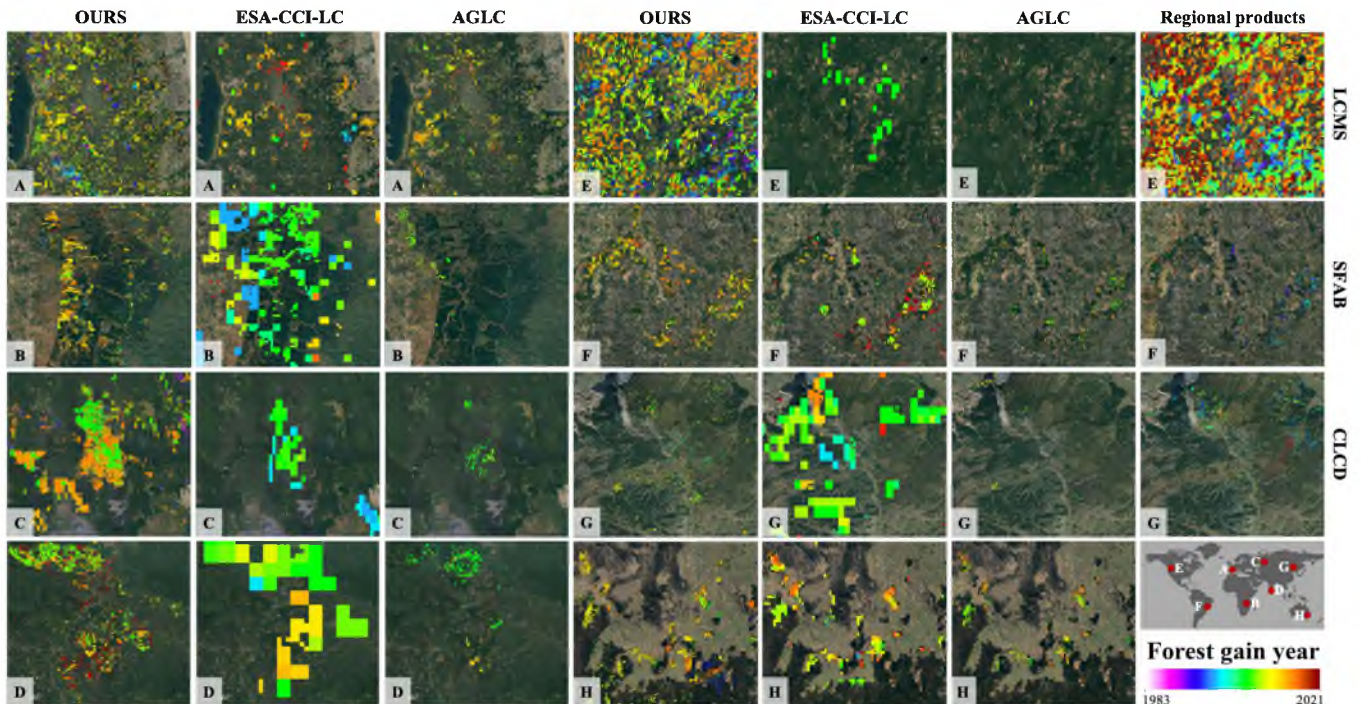 OURS ESA-CCI-LC AGLC OURS ESA-CCI-LC AGLC Regional products
A A A E E E E LCMS
B B B F F F F SFAB
C C C G G G G CLCD
D D D H H H
E A C G F B D H
Forest gain year
1983 2021